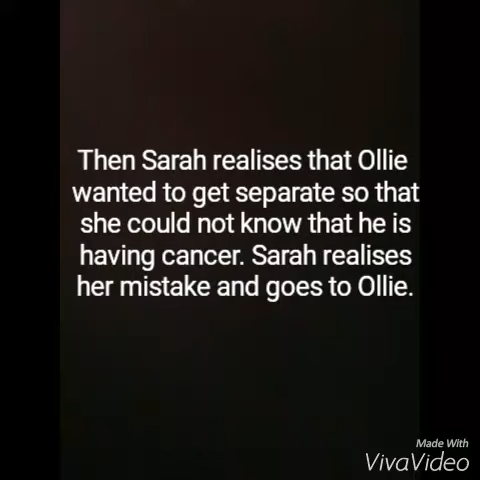 Then Sarah realises that Ollie
wanted to get separate so that
she could not know that he is
having cancer. Sarah realises
her mistake and goes to Ollie.
Made With
VivaVideo